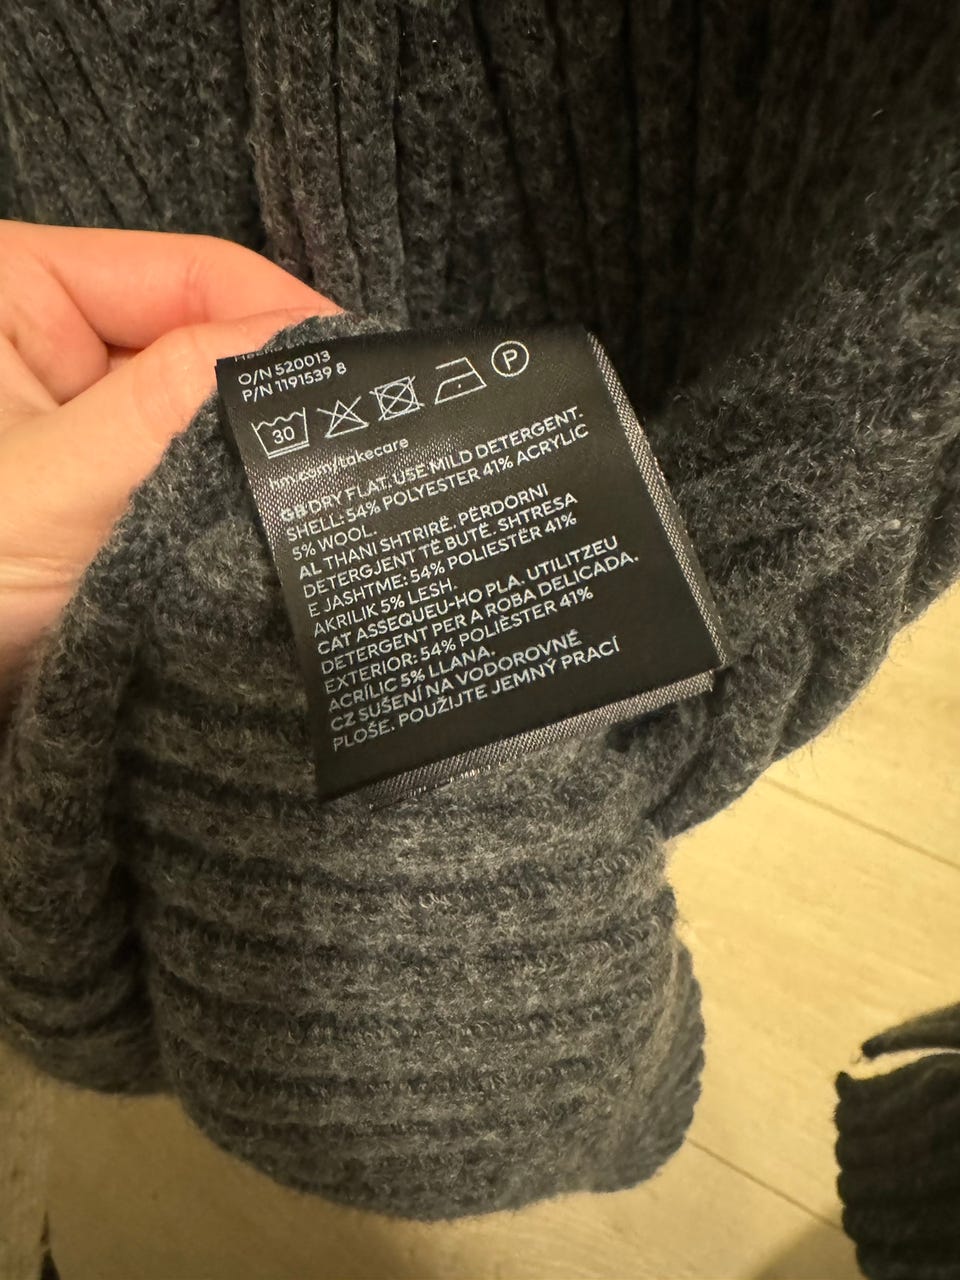 O/N 520013
P/N 1191539 8
30 P
hm.com/takecare
GB DRY FLAT. USE MILD DETERGENT.
SHELL: 54% POLYESTER 41% ACRYLIC
5% WOOL.
AL THANI SHTRIRË. PËRDORNI
DETERGJENT TË BUTË. SHTRESA
E JASHTME: 54% POLIESTËR 41%
AKRILIK 5% LESH.
CAT ASSEQUEU-HO PLA. UTILITZEU
DETERGENT PER A ROBA DELICADA.
EXTERIOR: 54% POLIÈSTER 41%
ACRÍLIC 5% LLANA.
CZ SUŠENÍ NA VODOROVNÉ
PLOŠE. POUŽIJTE JEMNÝ PRACÍ